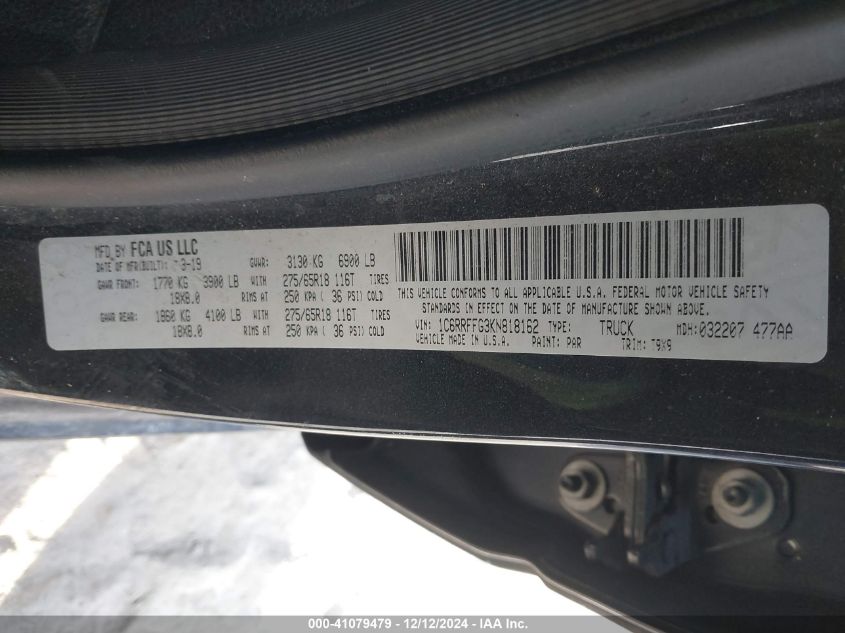 MFD BY FCA US LLC
DATE OF MFR(BUILT): 3-19 GVWR: 3130 KG 6900 LB
GAWR FRONT: 1770 KG 3900 LB WITH 275/65R18 116T TIRES
18X8.0 RIMS AT 250 KPA ( 36 PSI) COLD
GAWR REAR: 1860 KG 4100 LB WITH 275/65R18 116T TIRES
18X8.0 RIMS AT 250 KPA ( 36 PSI) COLD
THIS VEHICLE CONFORMS TO ALL APPLICABLE U.S.A. FEDERAL MOTOR VEHICLE SAFETY
STANDARDS IN EFFECT ON THE DATE OF MANUFACTURE SHOWN ABOVE.
VIN: 1C6RRFFG3KN818162 TYPE: TRUCK MDH: 032207 477AA
VEHICLE MADE IN U.S.A. PAINT: PAR TRIM:
000-41079479 - 12/12/2024 - IAA Inc.